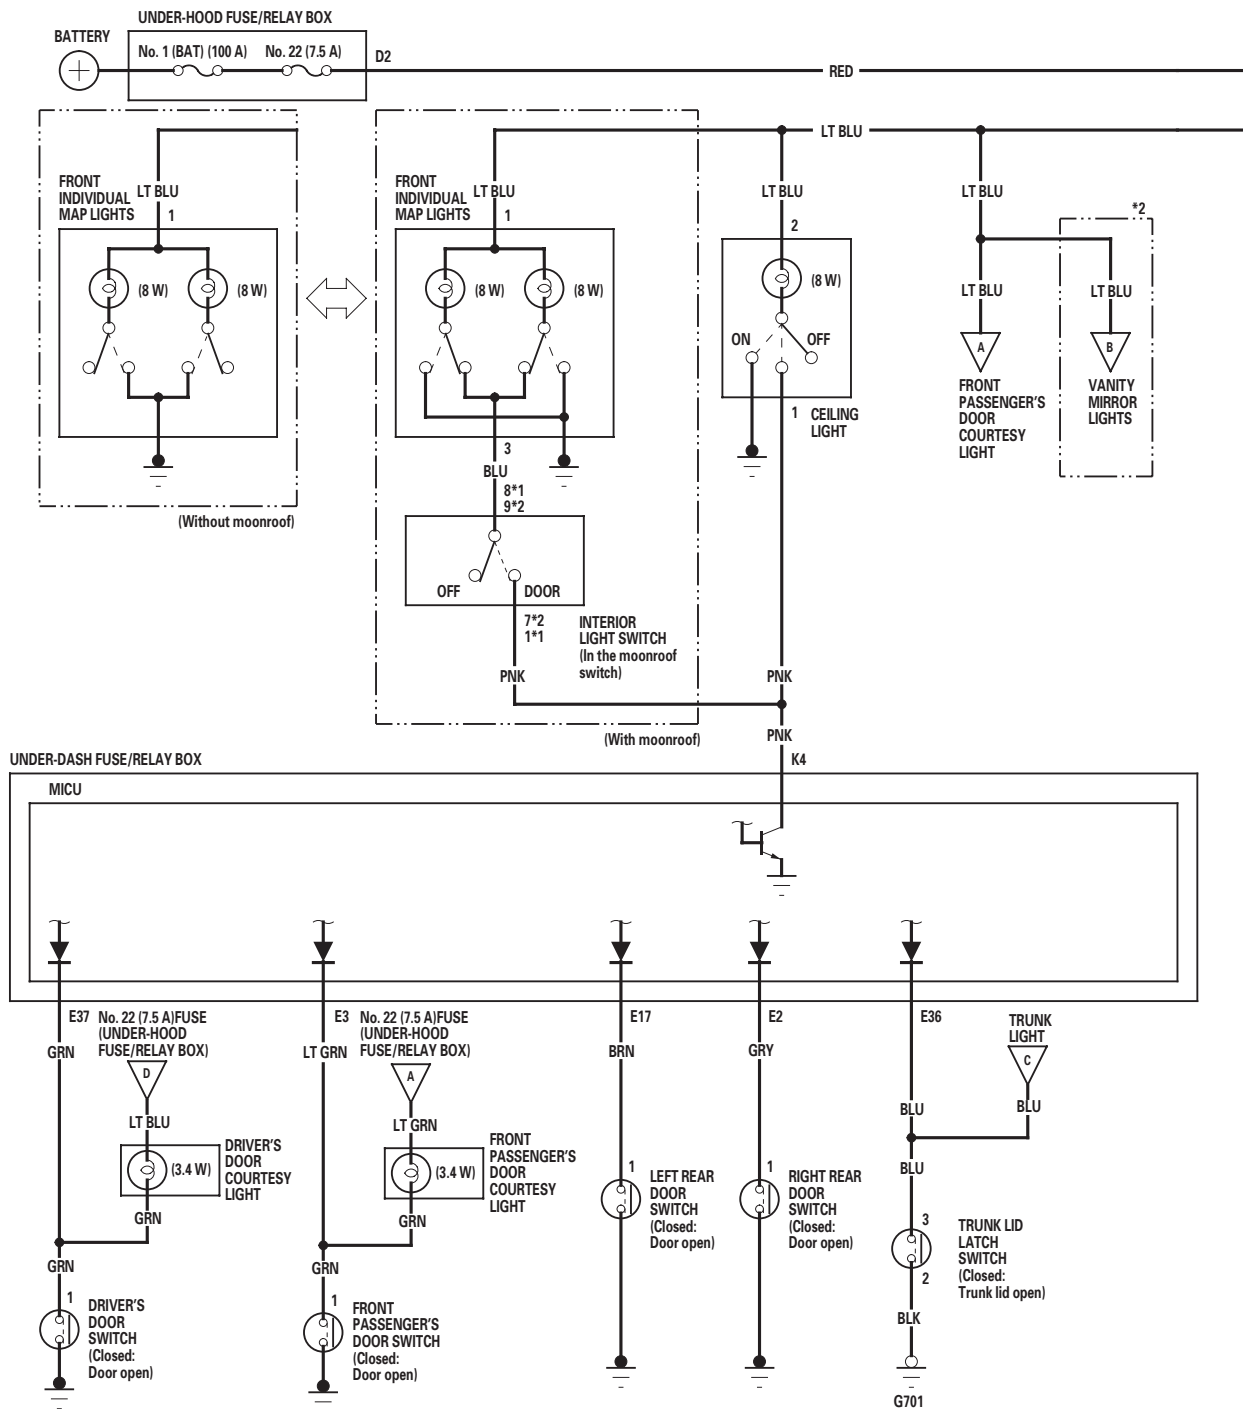 UNDER-HOOD FUSE/RELAY BOX
BATTERY
No. 1 (BAT) (100 A)
No. 22 (7.5 A)
D2
RED
LT BLU
FRONT
INDIVIDUAL
MAP LIGHTS
LT BLU
1
(8 W)
(8 W)
(Without moonroof)
FRONT
INDIVIDUAL
MAP LIGHTS
LT BLU
1
(8 W)
(8 W)
3
BLU
8*1
9*2
OFF
DOOR
7*2
1*1
INTERIOR
LIGHT SWITCH
(In the moonroof
switch)
PNK
(With moonroof)
LT BLU
2
(8 W)
ON
OFF
1
CEILING
LIGHT
PNK
PNK
K4
LT BLU
*2
LT BLU
LT BLU
A
B
FRONT
PASSENGER'S
DOOR
COURTESY
LIGHT
VANITY
MIRROR
LIGHTS
UNDER-DASH FUSE/RELAY BOX
MICU
E37
GRN
No. 22 (7.5 A)FUSE
(UNDER-HOOD
FUSE/RELAY BOX)
D
LT BLU
(3.4 W)
DRIVER'S
DOOR
COURTESY
LIGHT
GRN
GRN
1
DRIVER'S
DOOR
SWITCH
(Closed:
Door open)
E3
LT GRN
No. 22 (7.5 A)FUSE
(UNDER-HOOD
FUSE/RELAY BOX)
A
LT GRN
(3.4 W)
FRONT
PASSENGER'S
DOOR
COURTESY
LIGHT
GRN
GRN
1
FRONT
PASSENGER'S
DOOR SWITCH
(Closed:
Door open)
E17
BRN
1
LEFT REAR
DOOR
SWITCH
(Closed:
Door open)
E2
GRY
1
RIGHT REAR
DOOR
SWITCH
(Closed:
Door open)
E36
TRUNK
LIGHT
C
BLU
BLU
BLU
3
TRUNK LID
LATCH
SWITCH
(Closed:
Trunk lid open)
2
BLK
G701